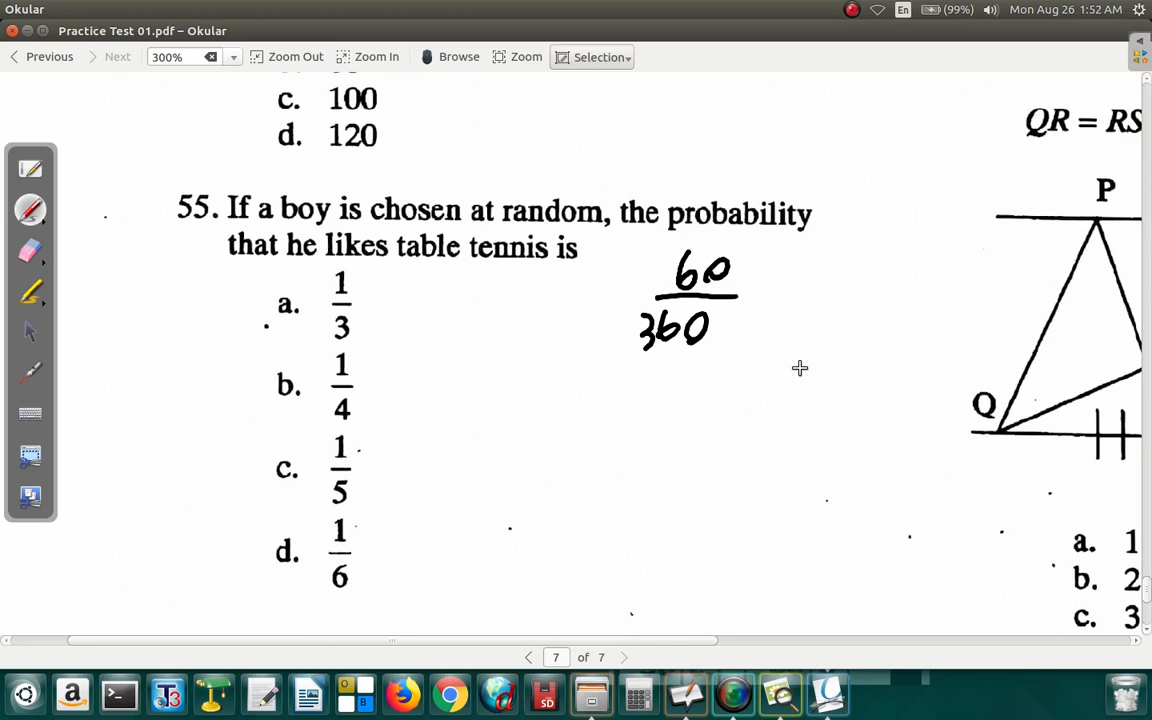 Okular
En
(99%)
Mon Aug 26 1:52 AM
Practice Test 01.pdf – Okular
Previous
Next
300%
Zoom Out
Zoom In
Browse
Zoom
Selection
c. 100
d. 120
QR = RS
P
55. If a boy is chosen at random, the probability
that he likes table tennis is
60
360
a. 1/3
b. 1/4
c. 1/5
d. 1/6
Q
a. 1
b. 2
c. 3
7 of 7